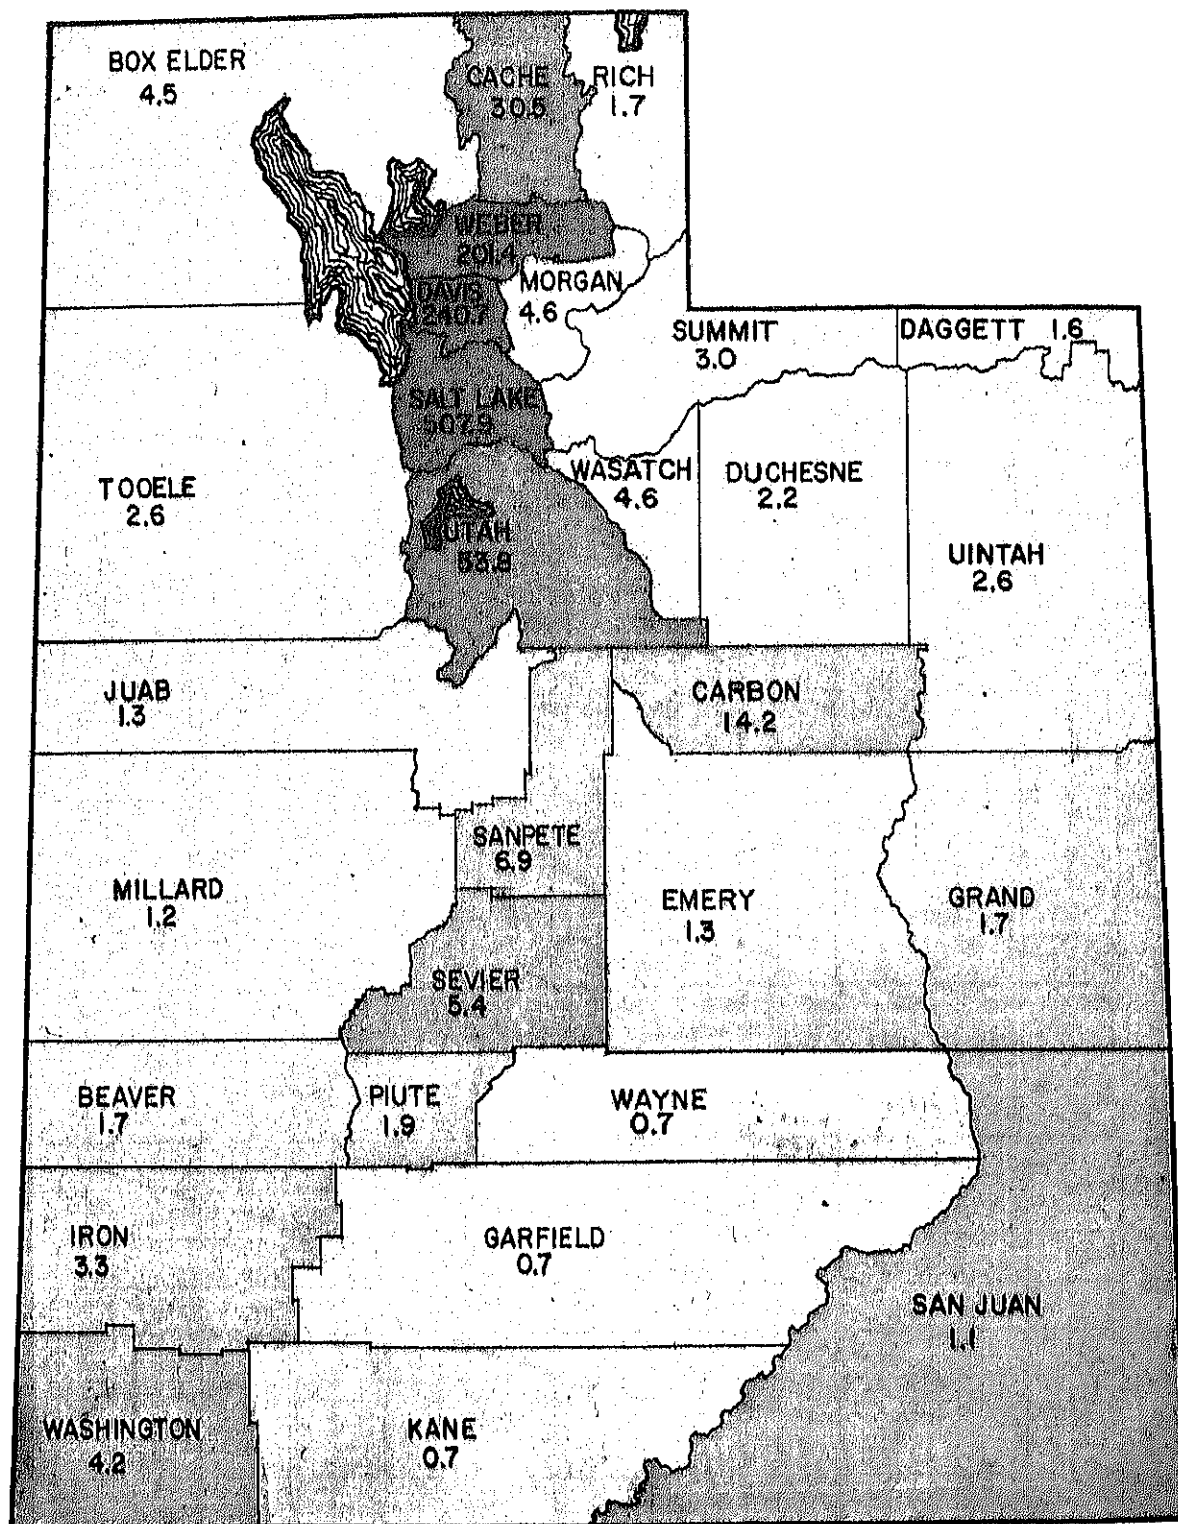 BOX ELDER
4.5
CACHE
30.5
RICH
1.7
WEBER
201.4
MORGAN
4.6
DAVIS
240.7
SUMMIT
3.0
DAGGETT 1.6
SALT LAKE
507.9
WASATCH
4.6
DUCHESNE
2.2
TOOELE
2.6
UTAH
53.8
UINTAH
2.6
JUAB
1.3
CARBON
14.2
SANPETE
6.9
MILLARD
1.2
EMERY
1.3
GRAND
1.7
SEVIER
5.4
BEAVER
1.7
PIUTE
1.9
WAYNE
0.7
IRON
3.3
GARFIELD
0.7
SAN JUAN
1.1
WASHINGTON
4.2
KANE
0.7